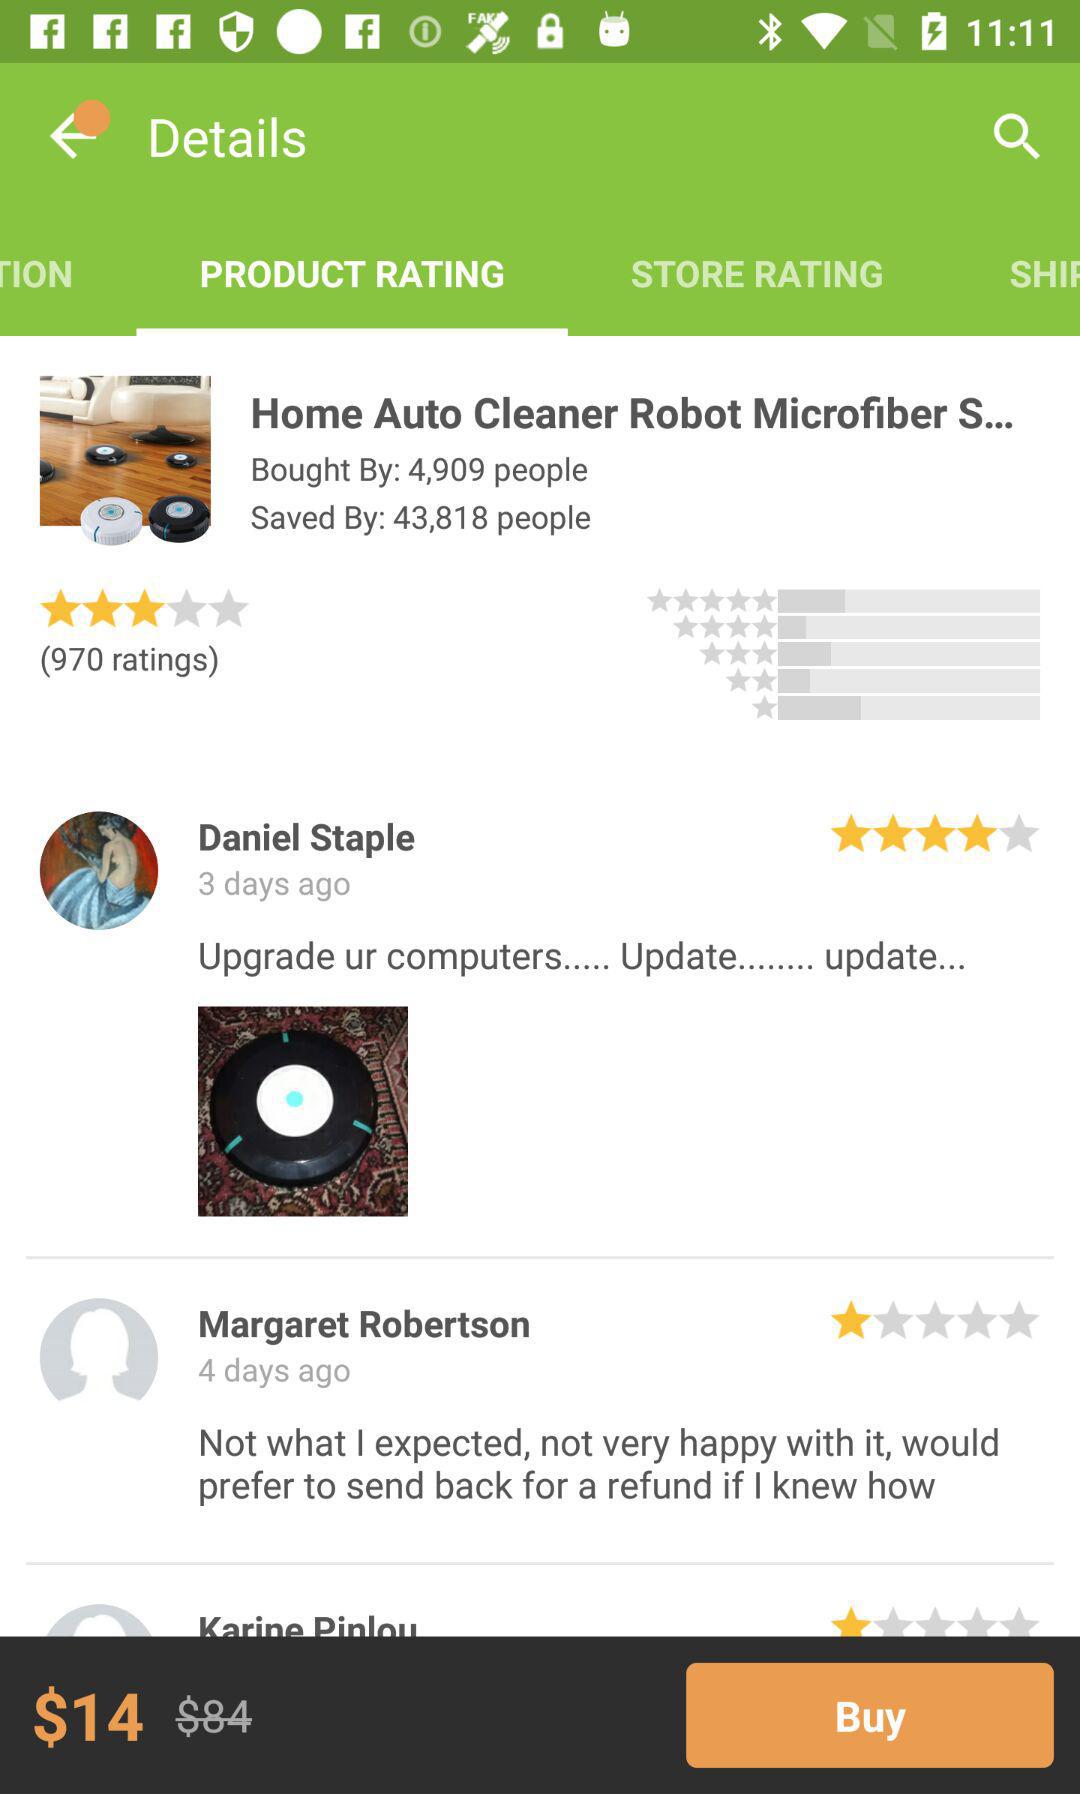 FAKE
11:11
Details
TION
PRODUCT RATING
STORE RATING
SHIP
Home Auto Cleaner Robot Microfiber S...
Bought By: 4,909 people
Saved By: 43,818 people
(970 ratings)
Daniel Staple
3 days ago
Upgrade ur computers..... Update........ update...
Margaret Robertson
4 days ago
Not what I expected, not very happy with it, would
prefer to send back for a refund if I knew how
Karine Pinlou
$14 $84
Buy